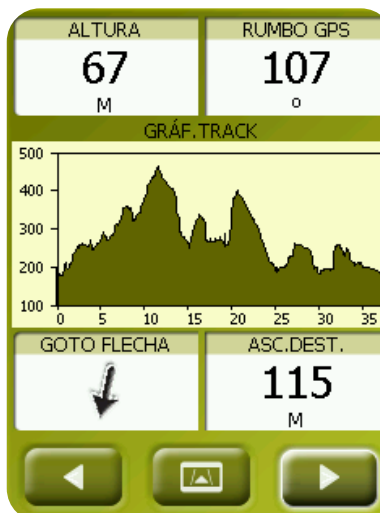 ALTURA
67
M
RUMBO GPS
107
o
GRÁF.TRACK
500
400
300
200
100
0 5 10 15 20 25 30 35
GOTO FLECHA
ASC.DEST.
115
M